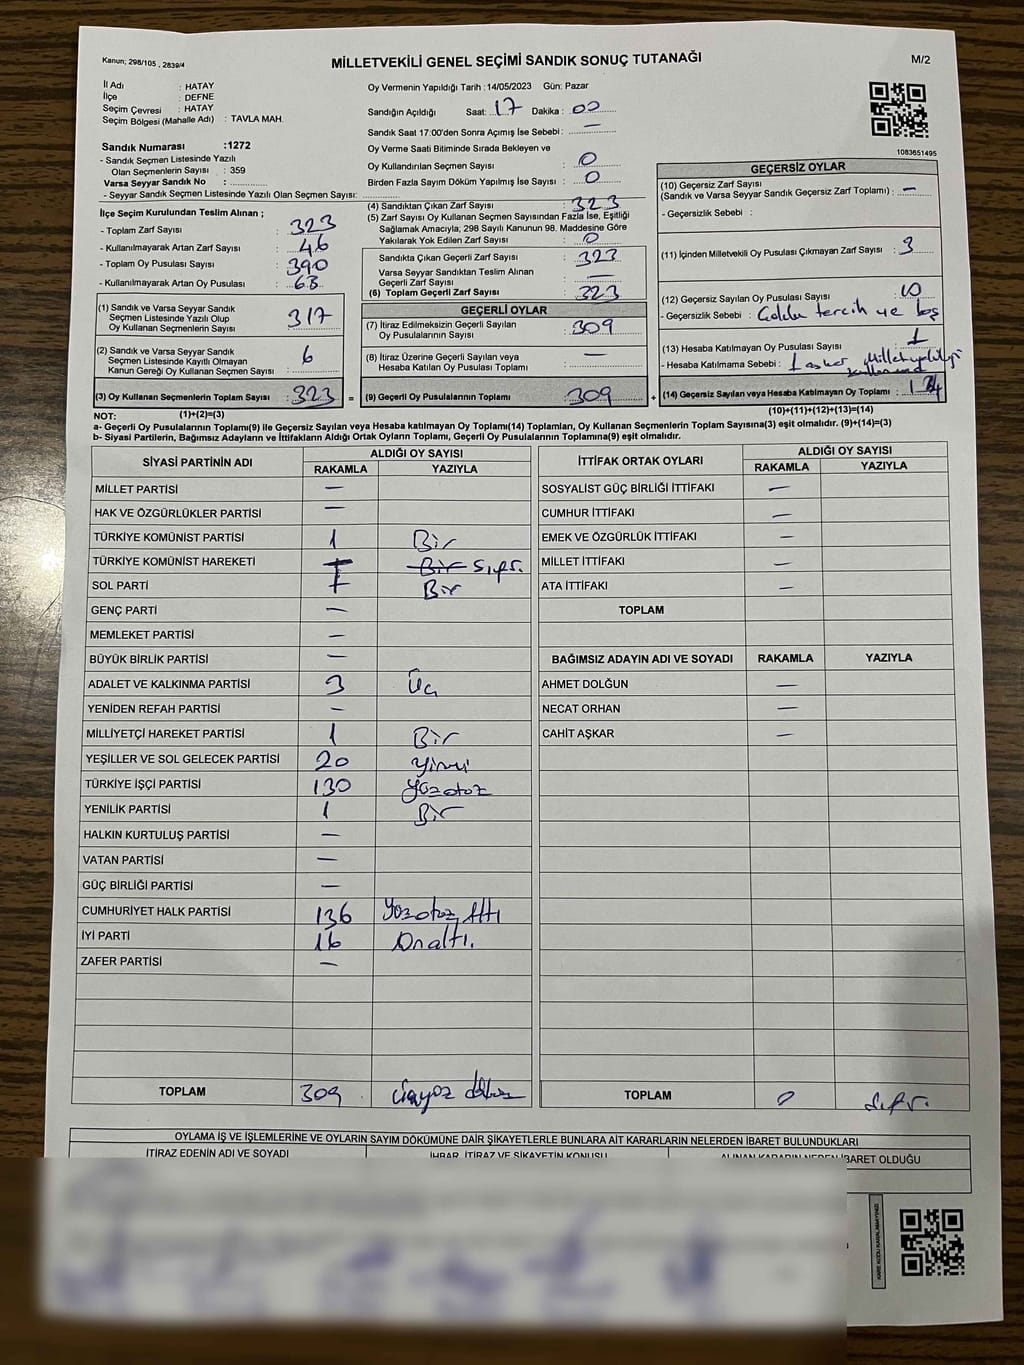 Kanun; 298/105 , 2839/4
MİLLETVEKİLİ GENEL SEÇİMİ SANDIK SONUÇ TUTANAĞI
M/2
İl Adı : HATAY
İlçe : DEFNE
Seçim Çevresi : HATAY
Seçim Bölgesi (Mahalle Adı) : TAVLA MAH.
Sandık Numarası :1272
- Sandık Seçmen Listesinde Yazılı
Olan Seçmenlerin Sayısı : 359
Varsa Seyyar Sandık No :
- Seyyar Sandık Seçmen Listesinde Yazılı Olan Seçmen Sayısı:
İlçe Seçim Kurulundan Teslim Alınan ;
- Toplam Zarf Sayısı : 323
- Kullanılmayarak Artan Zarf Sayısı : 46
- Toplam Oy Pusulası Sayısı : 390
- Kullanılmayarak Artan Oy Pusulası : 63
(1) Sandık ve Varsa Seyyar Sandık
Seçmen Listesinde Yazılı Olup
Oy Kullanan Seçmenlerin Sayısı : 317
(2) Sandık ve Varsa Seyyar Sandık
Seçmen Listesinde Kayıtlı Olmayan
Kanun Gereği Oy Kullanan Seçmen Sayısı : 6
(3) Oy Kullanan Seçmenlerin Toplam Sayısı : 323 =
Oy Vermenin Yapıldığı Tarih :14/05/2023 Gün: Pazar
Sandığın Açıldığı Saat: 17 Dakika : 00
Sandık Saat 17:00'den Sonra Açımış İse Sebebi : —
Oy Verme Saati Bitiminde Sırada Bekleyen ve
Oy Kullandırılan Seçmen Sayısı : 0
Birden Fazla Sayım Döküm Yapılmış İse Sayısı : 0
(4) Sandıktan Çıkan Zarf Sayısı : 323
(5) Zarf Sayısı Oy Kullanan Seçmen Sayısından Fazla İse, Eşitliği
Sağlamak Amacıyla, 298 Sayılı Kanunun 98. Maddesine Göre
Yakılarak Yok Edilen Zarf Sayısı : 0
Sandıkta Çıkan Geçerli Zarf Sayısı : 323
Varsa Seyyar Sandıktan Teslim Alınan
Geçerli Zarf Sayısı : —
(6) Toplam Geçerli Zarf Sayısı : 323
GEÇERLİ OYLAR
(7) İtiraz Edilmeksizin Geçerli Sayılan
Oy Pusulalarının Sayısı : 309
(8) İtiraz Üzerine Geçerli Sayılan veya
Hesaba Katılan Oy Pusulası Toplamı : —
(9) Geçerli Oy Pusulalarının Toplamı : 309 +
1083651495
GEÇERSİZ OYLAR
(10) Geçersiz Zarf Sayısı
(Sandık ve Varsa Seyyar Sandık Geçersiz Zarf Toplamı) : —
- Geçersizlik Sebebi :
(11) İçinden Milletvekili Oy Pusulası Çıkmayan Zarf Sayısı : 3
(12) Geçersiz Sayılan Oy Pusulası Sayısı : 10
- Geçersizlik Sebebi : tercih ve boş
(13) Hesaba Katılmayan Oy Pusulası Sayısı : 1
- Hesaba Katılmama Sebebi : 1 asker
(14) Geçersiz Sayılan veya Hesaba Katılmayan Oy Toplamı :
(10)+(11)+(12)+(13)=(14)
NOT: (1)+(2)=(3)
a- Geçerli Oy Pusulalarının Toplamı(9) ile Geçersiz Sayılan veya Hesaba katılmayan Oy Toplamı(14) Toplamları, Oy Kullanan Seçmenlerin Toplam Sayısına(3) eşit olmalıdır. (9)+(14)=(3)
b- Siyasi Partilerin, Bağımsız Adayların ve İttifakların Aldığı Ortak Oyların Toplamı, Geçerli Oy Pusulalarının Toplamına(9) eşit olmalıdır.
SİYASİ PARTİNİN ADI ALDIĞI OY SAYISI
RAKAMLA YAZIYLA
MİLLET PARTİSİ —
HAK VE ÖZGÜRLÜKLER PARTİSİ —
TÜRKİYE KOMÜNİST PARTİSİ 1 Bir
TÜRKİYE KOMÜNİST HAREKETİ Bir Sıfır.
SOL PARTİ 1 Bir
GENÇ PARTİ —
MEMLEKET PARTİSİ —
BÜYÜK BİRLİK PARTİSİ —
ADALET VE KALKINMA PARTİSİ 3 Üç
YENİDEN REFAH PARTİSİ —
MİLLİYETÇİ HAREKET PARTİSİ 1 Bir
YEŞİLLER VE SOL GELECEK PARTİSİ 20 Yirmi
TÜRKİYE İŞÇİ PARTİSİ 130 yüzotuz
YENİLİK PARTİSİ 1 Bir
HALKIN KURTULUŞ PARTİSİ —
VATAN PARTİSİ —
GÜÇ BİRLİĞİ PARTİSİ —
CUMHURİYET HALK PARTİSİ 136 Yüzotuz Altı
İYİ PARTİ 16 Onaltı.
ZAFER PARTİSİ —
TOPLAM 309 Üçyüz dokuz
İTTİFAK ORTAK OYLARI ALDIĞI OY SAYISI
RAKAMLA YAZIYLA
SOSYALİST GÜÇ BİRLİĞİ İTTİFAKI —
CUMHUR İTTİFAKI —
EMEK VE ÖZGÜRLÜK İTTİFAKI —
MİLLET İTTİFAKI —
ATA İTTİFAKI —
TOPLAM
BAĞIMSIZ ADAYIN ADI VE SOYADI RAKAMLA YAZIYLA
AHMET DOLĞUN —
NECAT ORHAN —
CAHİT AŞKAR —
TOPLAM 0 Sıfır.
OYLAMA İŞ VE İŞLEMLERİNE VE OYLARIN SAYIM DÖKÜMÜNE DAİR ŞİKAYETLERLE BUNLARA AİT KARARLARIN NELERDEN İBARET BULUNDUKLARI
İTİRAZ EDENİN ADI VE SOYADI İHBAR, İTİRAZ VE ŞİKAYETİN KONUSU ALINAN KARARIN NEDEN İBARET OLDUĞU
KARE KODU KARALAMAYINIZ!